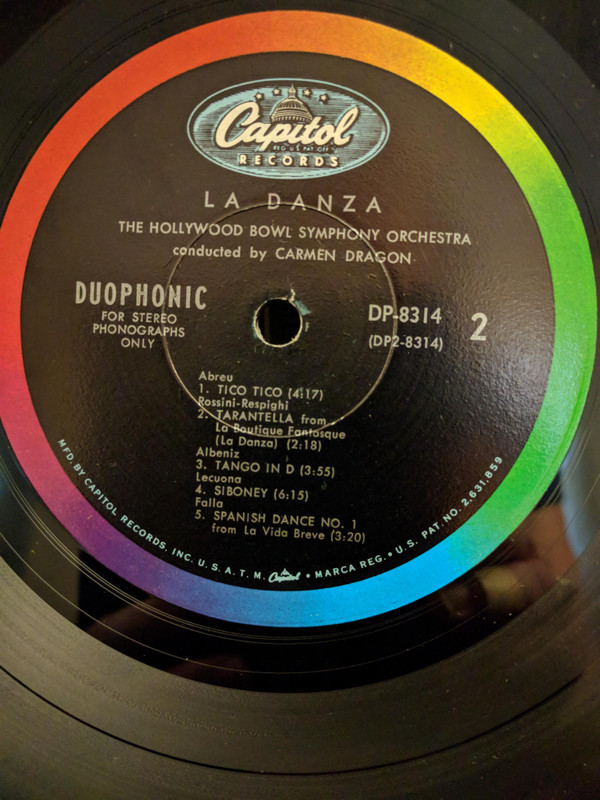 Capitol
REG. U.S. PAT. OFF.
RECORDS
LA DANZA
THE HOLLYWOOD BOWL SYMPHONY ORCHESTRA
conducted by CARMEN DRAGON
DUOPHONIC
FOR STEREO
PHONOGRAPHS
ONLY
DP-8314
(DP2-8314)
2
Abreu
1. TICO TICO (4:17)
Rossini-Respighi
2. TARANTELLA from
La Boutique Fantasque
(La Danza) (2:18)
Albeniz
3. TANGO IN D (3:55)
Lecuona
4. SIBONEY (6:15)
Falla
5. SPANISH DANCE NO. 1
from La Vida Breve (3:20)
MFD. BY CAPITOL RECORDS, INC. U.S.A. T.M. Capitol • MARCA REG. • U.S. PAT. NO. 2,631,859